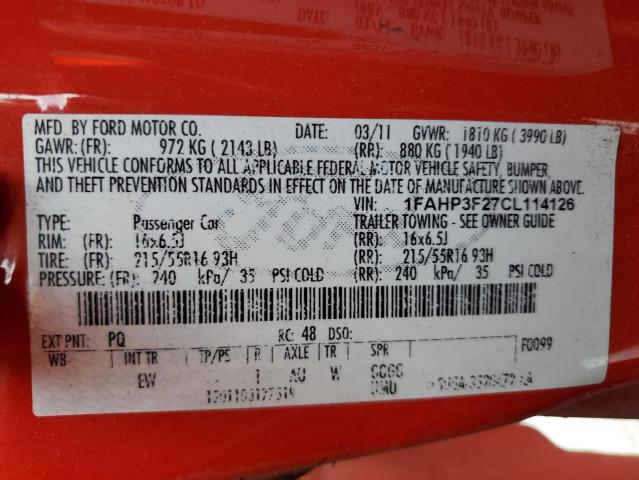 MFD. BY FORD MOTOR CO. DATE: 03/11 GVWR: 1810 KG ( 3990 LB)
GAWR: (FR): 972 KG ( 2143 LB) (RR): 880 KG ( 1940 LB)
THIS VEHICLE CONFORMS TO ALL APPLICABLE FEDERAL MOTOR VEHICLE SAFETY, BUMPER,
AND THEFT PREVENTION STANDARDS IN EFFECT ON THE DATE OF MANUFACTURE SHOWN ABOVE.
VIN: 1FAHP3F27CL114126
TYPE: Passenger Car TRAILER TOWING - SEE OWNER GUIDE
RIM: (FR): 16x6.5J (RR): 16x6.5J
TIRE: (FR): 215/55R16 93H (RR): 215/55R16 93H
PRESSURE: (FR): 240 kPa/ 35 PSI COLD (RR): 240 kPa/ 35 PSI COLD
EXT PNT: PQ RC: 48 DSO: F0099
WB INT TR TP/PS R AXLE TR SPR
EW 1 AU W